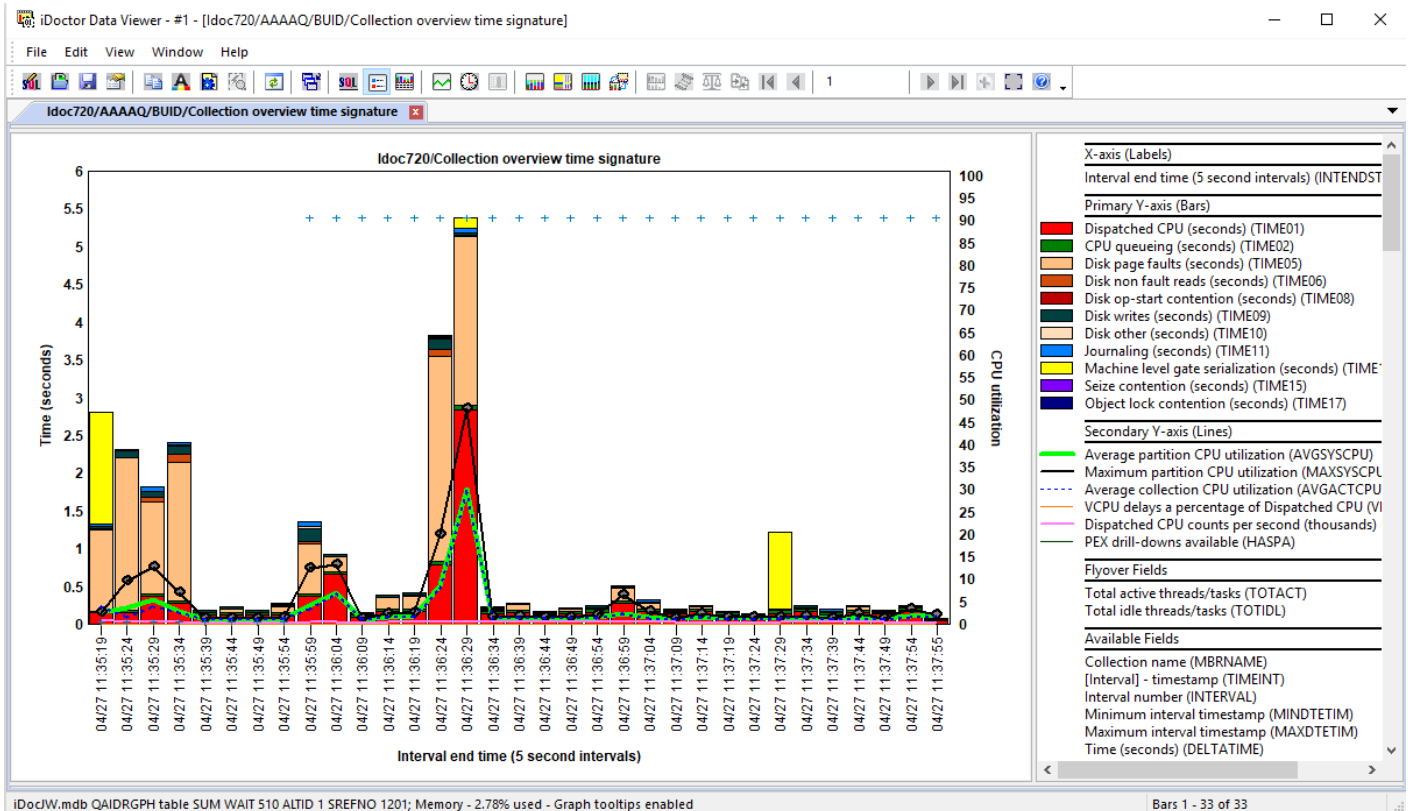 iDoctor Data Viewer - #1 - [Idoc720/AAAAQ/BUID/Collection overview time signature]
File Edit View Window Help
SQL
1
Idoc720/AAAAQ/BUID/Collection overview time signature
Idoc720/Collection overview time signature
6
5.5
5
4.5
4
3.5
3
2.5
2
1.5
1
0.5
0
Time (seconds)
100
95
90
85
80
75
70
65
60
55
50
45
40
35
30
25
20
15
10
5
0
CPU utilization
04/27 11:35:19
04/27 11:35:24
04/27 11:35:29
04/27 11:35:34
04/27 11:35:39
04/27 11:35:44
04/27 11:35:49
04/27 11:35:54
04/27 11:35:59
04/27 11:36:04
04/27 11:36:09
04/27 11:36:14
04/27 11:36:19
04/27 11:36:24
04/27 11:36:29
04/27 11:36:34
04/27 11:36:39
04/27 11:36:44
04/27 11:36:49
04/27 11:36:54
04/27 11:36:59
04/27 11:37:04
04/27 11:37:09
04/27 11:37:14
04/27 11:37:19
04/27 11:37:24
04/27 11:37:29
04/27 11:37:34
04/27 11:37:39
04/27 11:37:44
04/27 11:37:49
04/27 11:37:54
04/27 11:37:55
Interval end time (5 second intervals)
X-axis (Labels)
Interval end time (5 second intervals) (INTENDST
Primary Y-axis (Bars)
Dispatched CPU (seconds) (TIME01)
CPU queueing (seconds) (TIME02)
Disk page faults (seconds) (TIME05)
Disk non fault reads (seconds) (TIME06)
Disk op-start contention (seconds) (TIME08)
Disk writes (seconds) (TIME09)
Disk other (seconds) (TIME10)
Journaling (seconds) (TIME11)
Machine level gate serialization (seconds) (TIME
Seize contention (seconds) (TIME15)
Object lock contention (seconds) (TIME17)
Secondary Y-axis (Lines)
Average partition CPU utilization (AVGSYSCPU)
Maximum partition CPU utilization (MAXSYSCPU
Average collection CPU utilization (AVGACTCPU
VCPU delays a percentage of Dispatched CPU (VI
Dispatched CPU counts per second (thousands)
PEX drill-downs available (HASPA)
Flyover Fields
Total active threads/tasks (TOTACT)
Total idle threads/tasks (TOTIDL)
Available Fields
Collection name (MBRNAME)
[Interval] - timestamp (TIMEINT)
Interval number (INTERVAL)
Minimum interval timestamp (MINDTETIM)
Maximum interval timestamp (MAXDTETIM)
Time (seconds) (DELTATIME)
iDocJW.mdb QAIDRGPH table SUM WAIT 510 ALTID 1 SREFNO 1201; Memory - 2.78% used - Graph tooltips enabled
Bars 1 - 33 of 33